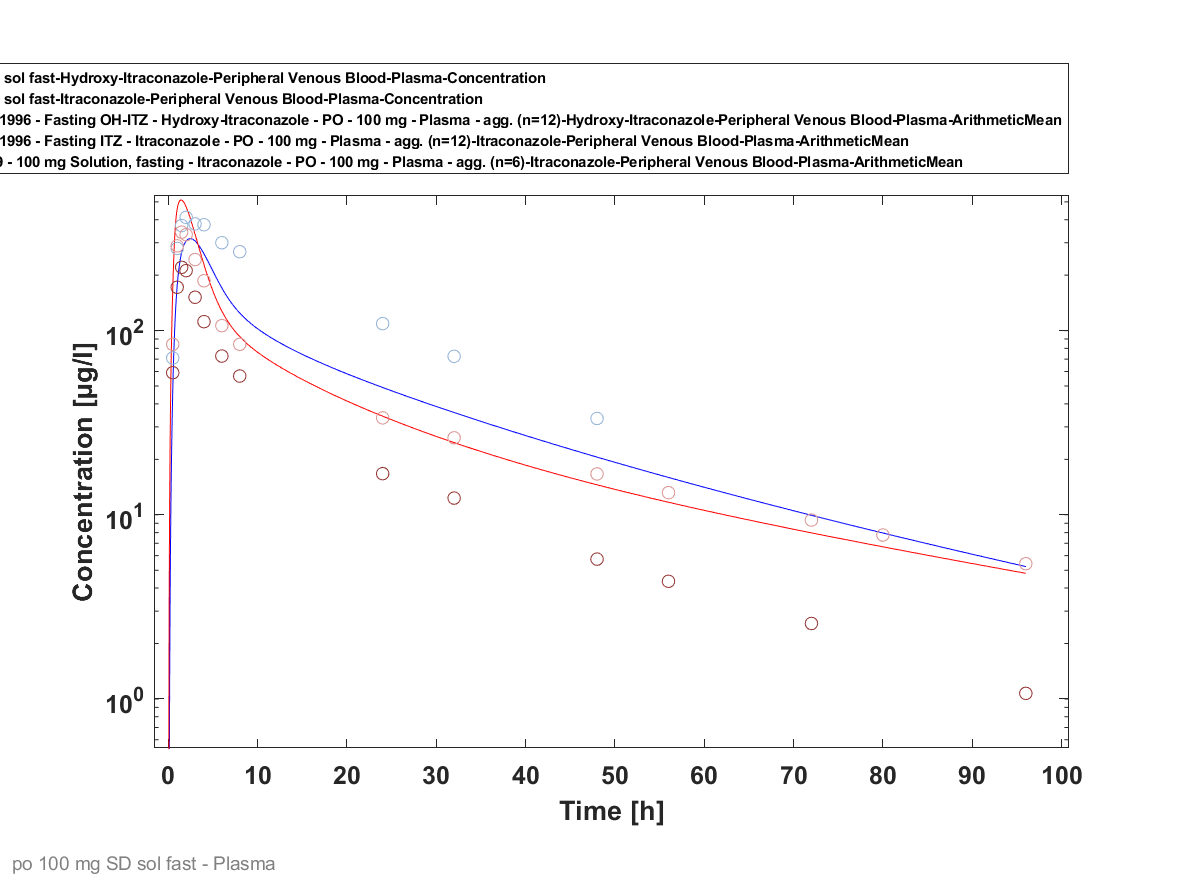 sol fast-Hydroxy-Itraconazole-Peripheral Venous Blood-Plasma-Concentration
sol fast-Itraconazole-Peripheral Venous Blood-Plasma-Concentration
1996 - Fasting OH-ITZ - Hydroxy-Itraconazole - PO - 100 mg - Plasma - agg. (n=12)-Hydroxy-Itraconazole-Peripheral Venous Blood-Plasma-ArithmeticMean
1996 - Fasting ITZ - Itraconazole - PO - 100 mg - Plasma - agg. (n=12)-Itraconazole-Peripheral Venous Blood-Plasma-ArithmeticMean
- 100 mg Solution, fasting - Itraconazole - PO - 100 mg - Plasma - agg. (n=6)-Itraconazole-Peripheral Venous Blood-Plasma-ArithmeticMean
10²
10¹
10⁰
Concentration [µg/l]
0 10 20 30 40 50 60 70 80 90 100
Time [h]
po 100 mg SD sol fast - Plasma